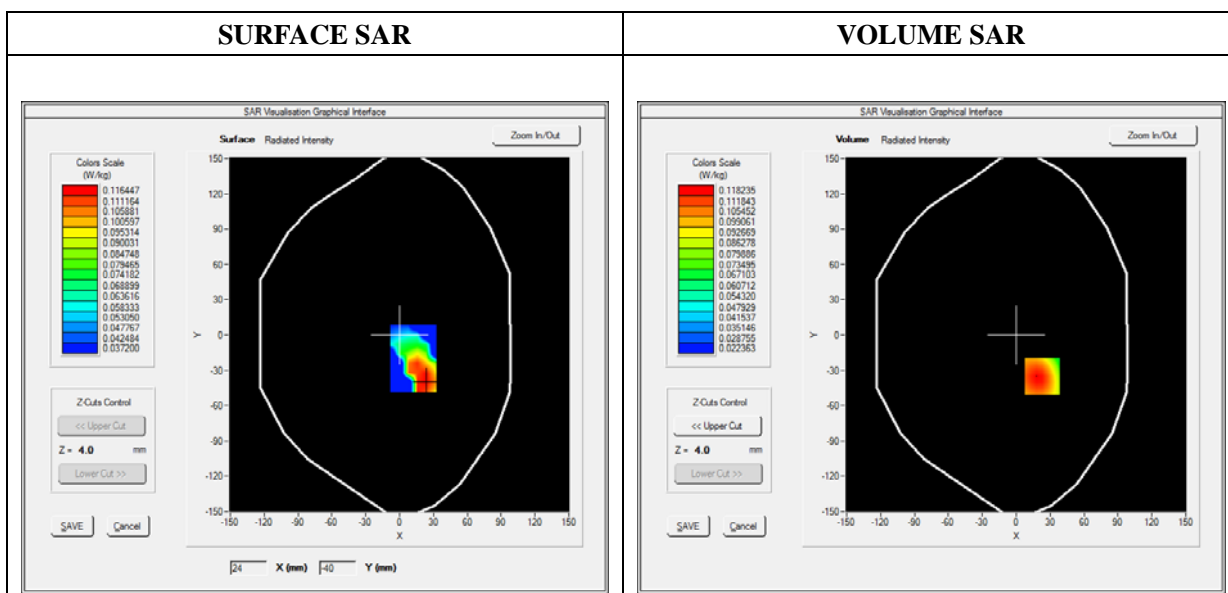 SURFACE SAR
SAR Visualisation Graphical Interface
Surface Radiated Intensity
Zoom In/Out
Colors Scale
(W/kg)
0.116447
0.111164
0.105881
0.100597
0.095314
0.090031
0.084748
0.079465
0.074182
0.068899
0.063616
0.058333
0.053050
0.047767
0.042484
0.037200
Z-Cuts Control
<< Upper Cut
Z = 4.0 mm
Lower Cut >>
SAVE Cancel
150
120
90
60
30
0
-30
-60
-90
-120
-150
Y
-150 -120 -90 -60 -30 0 30 60 90 120 150
X
24 X (mm) -40 Y (mm)
VOLUME SAR
SAR Visualisation Graphical Interface
Volume Radiated Intensity
Zoom In/Out
Colors Scale
(W/kg)
0.118235
0.111843
0.105452
0.099061
0.092669
0.086278
0.079886
0.073495
0.067103
0.060712
0.054320
0.047929
0.041537
0.035146
0.028755
0.022363
Z-Cuts Control
<< Upper Cut
Z = 4.0 mm
Lower Cut >>
SAVE Cancel
150
120
90
60
30
0
-30
-60
-90
-120
-150
Y
-150 -120 -90 -60 -30 0 30 60 90 120 150
X